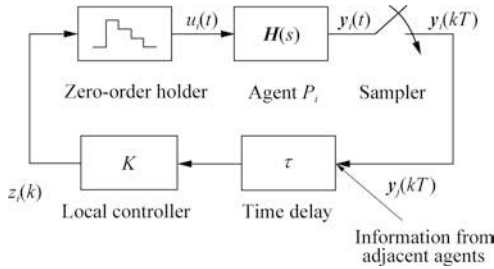 u_i(t)
y_i(t)
y_i(kT)
H(s)
Zero-order holder
Agent P_i
Sampler
K
τ
z_i(k)
y_j(kT)
Local controller
Time delay
Information from
adjacent agents